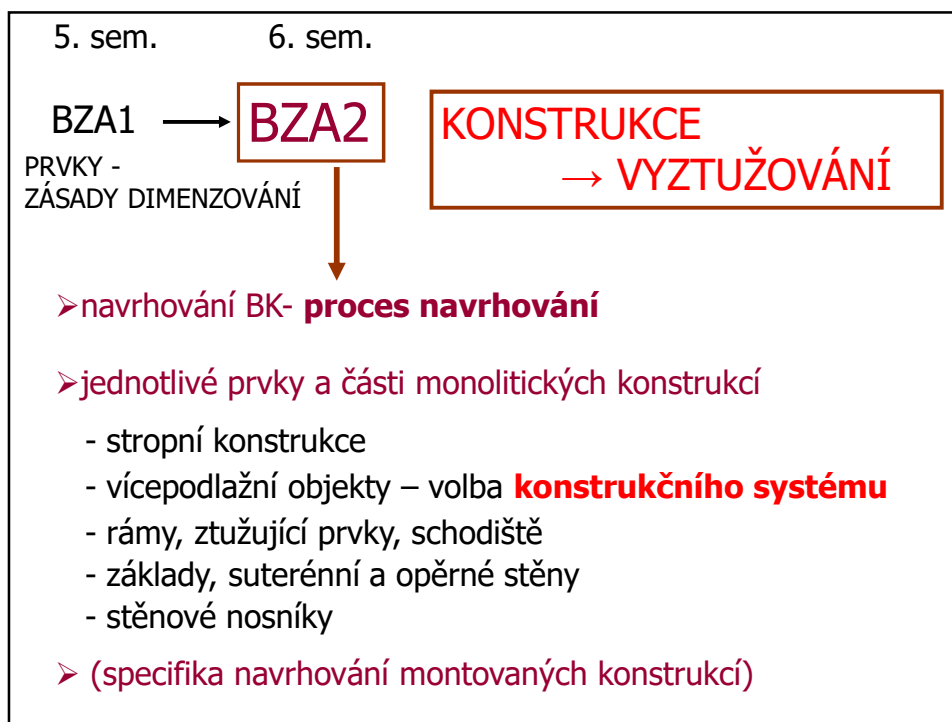 5. sem. 6. sem.
BZA1 → BZA2
PRVKY -
ZÁSADY DIMENZOVÁNÍ
KONSTRUKCE
→ VYZTUŽOVÁNÍ
➢navrhování BK- proces navrhování
➢jednotlivé prvky a části monolitických konstrukcí
- stropní konstrukce
- vícepodlažní objekty – volba konstrukčního systému
- rámy, ztužující prvky, schodiště
- základy, suterénní a opěrné stěny
- stěnové nosníky
➢ (specifika navrhování montovaných konstrukcí)